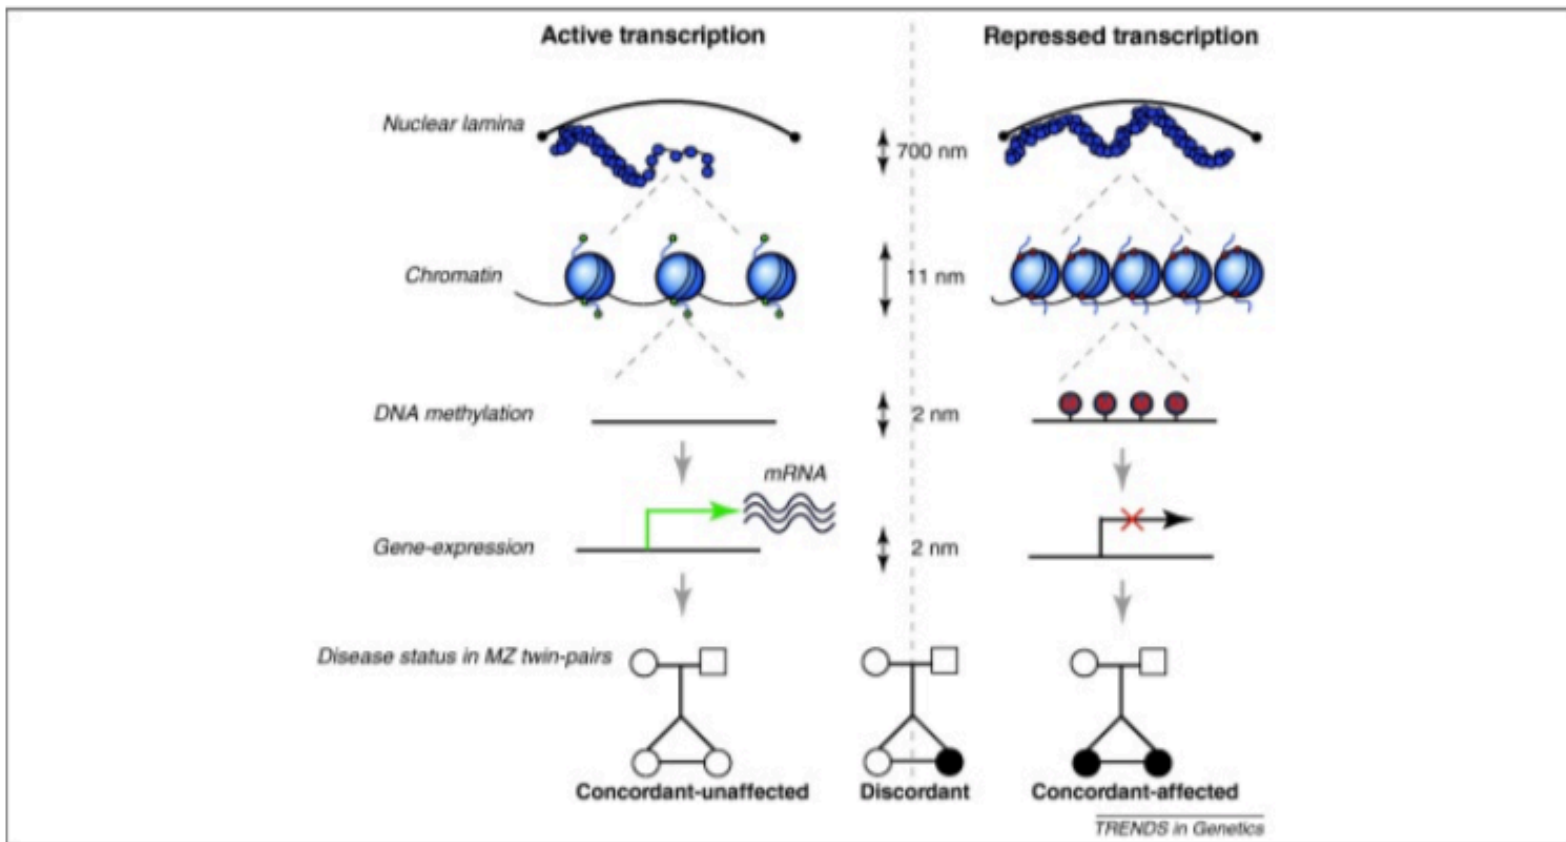 Active transcription
Repressed transcription
Nuclear lamina
700 nm
Chromatin
11 nm
DNA methylation
2 nm
mRNA
Gene-expression
2 nm
Disease status in MZ twin-pairs
Concordant-unaffected
Discordant
Concordant-affected
TRENDS in Genetics